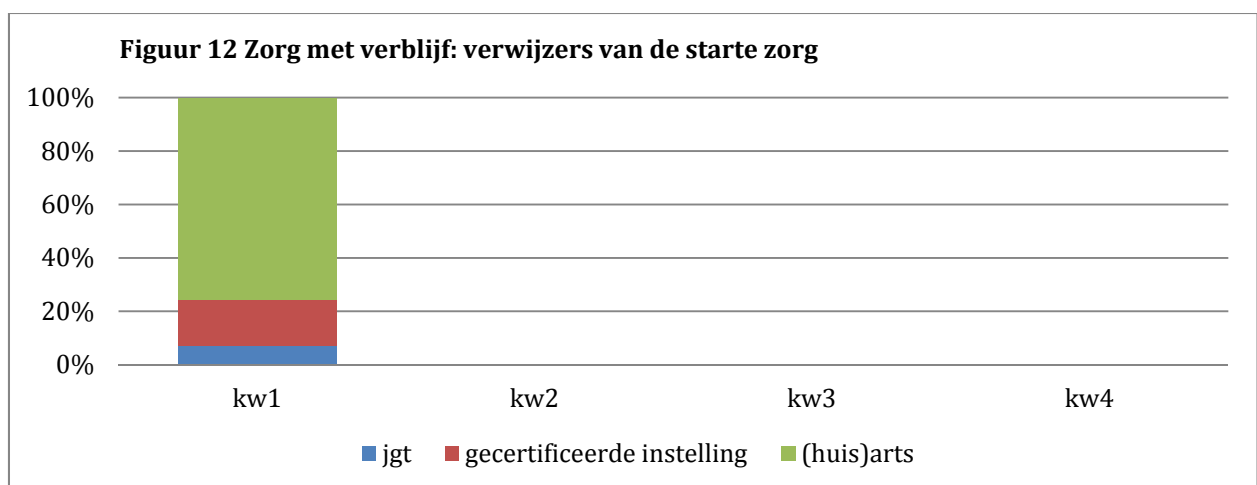 Figuur 12 Zorg met verblijf: verwijzers van de starte zorg
100%
80%
60%
40%
20%
0%
kw1 kw2 kw3 kw4
jgt gecertificeerde instelling (huis)arts